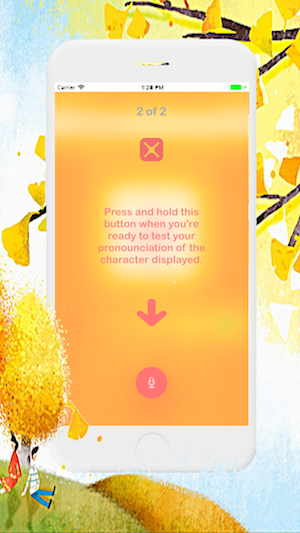 Carrier 1:28 PM
2 of 2
Press and hold this
button when you're
ready to test your
pronounciation of the
character displayed.